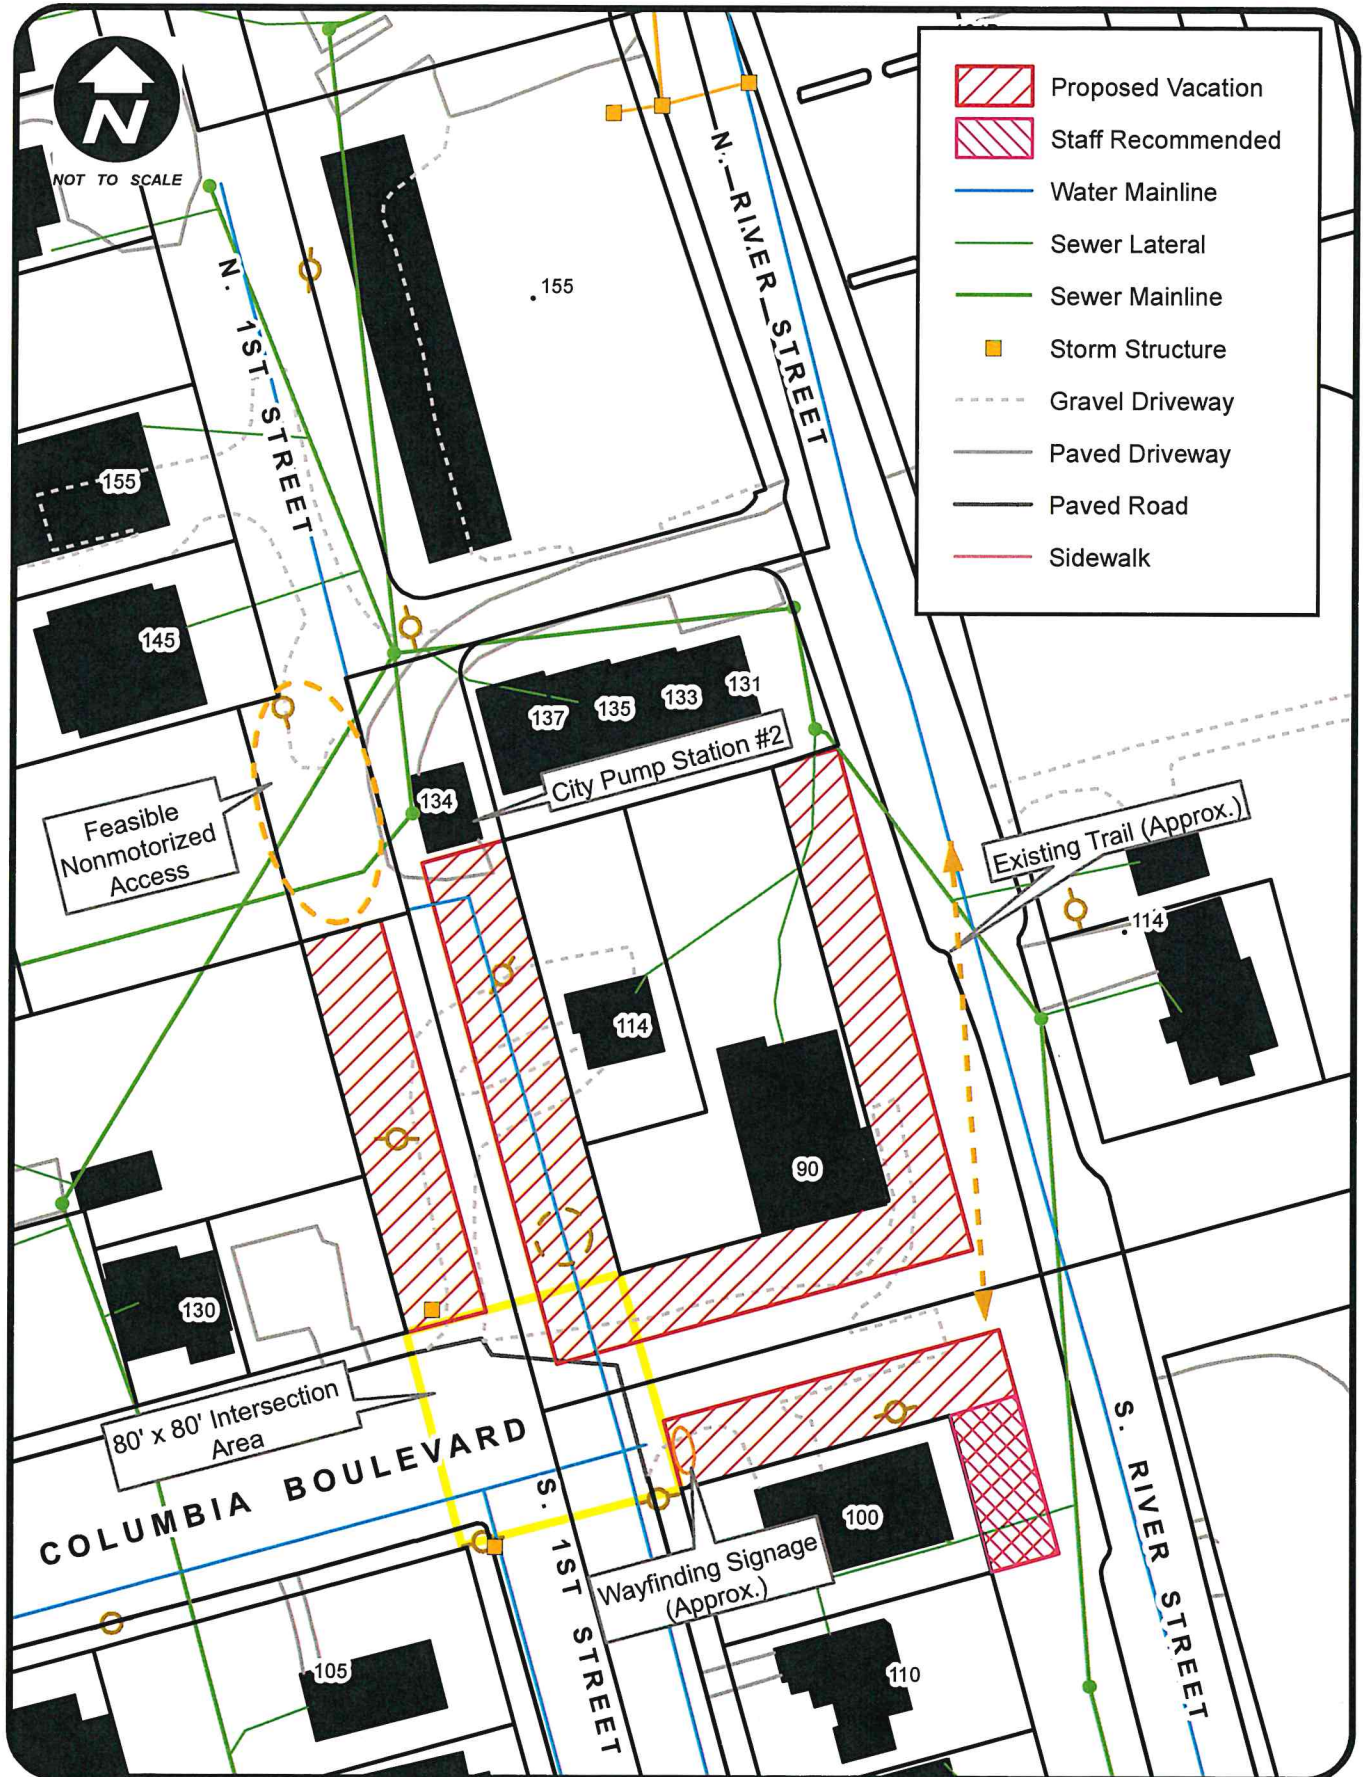 N
NOT TO SCALE
Proposed Vacation
Staff Recommended
Water Mainline
Sewer Lateral
Sewer Mainline
Storm Structure
Gravel Driveway
Paved Driveway
Paved Road
Sidewalk
N. RIVER STREET
155
N. 1ST STREET
155
145
137
135
133
131
City Pump Station #2
134
Feasible
Nonmotorized
Access
Existing Trail (Approx.)
114
114
90
130
80' x 80' Intersection
Area
COLUMBIA BOULEVARD
S. 1ST STREET
100
Wayfinding Signage
(Approx.)
S. RIVER STREET
105
110